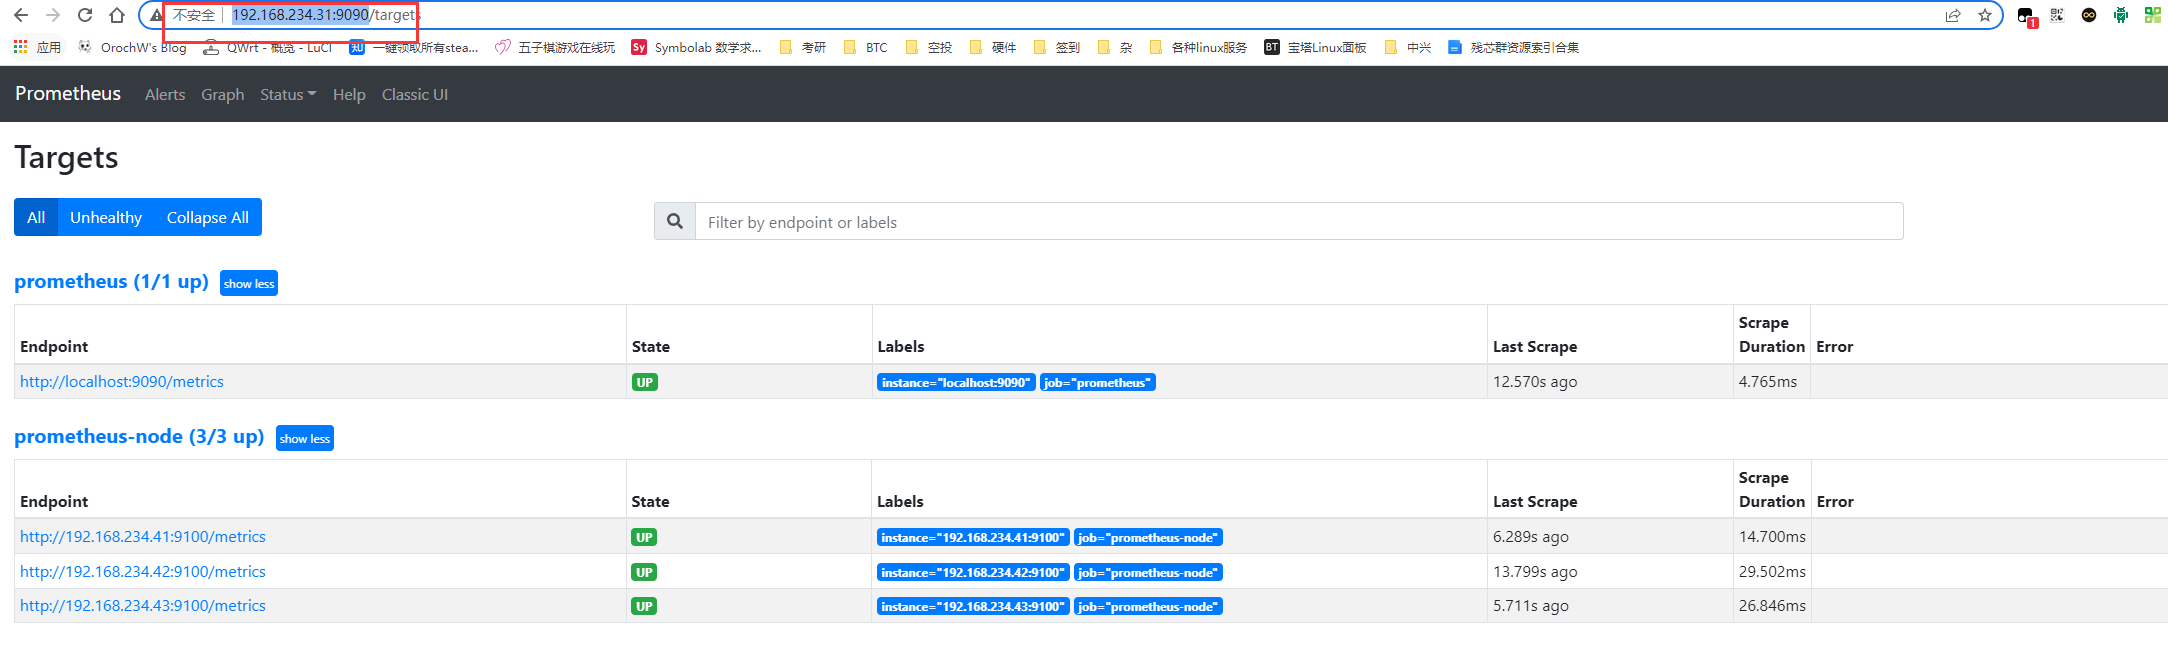 不安全 192.168.234.31:9090/targets
应用 OrochW's Blog QWrt - 概览 - LuCI 知 一键领取所有stea... 五子棋游戏在线玩 Sy Symbolab 数学求... 考研 BTC 空投 硬件 签到 杂 各种linux服务 BT 宝塔Linux面板 中兴 残芯群资源索引合集
1
Prometheus Alerts Graph Status Help Classic UI
Targets
All Unhealthy Collapse All
Filter by endpoint or labels
prometheus (1/1 up) show less
Endpoint State Labels Last Scrape Scrape Duration Error
http://localhost:9090/metrics UP instance="localhost:9090" job="prometheus" 12.570s ago 4.765ms
prometheus-node (3/3 up) show less
Endpoint State Labels Last Scrape Scrape Duration Error
http://192.168.234.41:9100/metrics UP instance="192.168.234.41:9100" job="prometheus-node" 6.289s ago 14.700ms
http://192.168.234.42:9100/metrics UP instance="192.168.234.42:9100" job="prometheus-node" 13.799s ago 29.502ms
http://192.168.234.43:9100/metrics UP instance="192.168.234.43:9100" job="prometheus-node" 5.711s ago 26.846ms